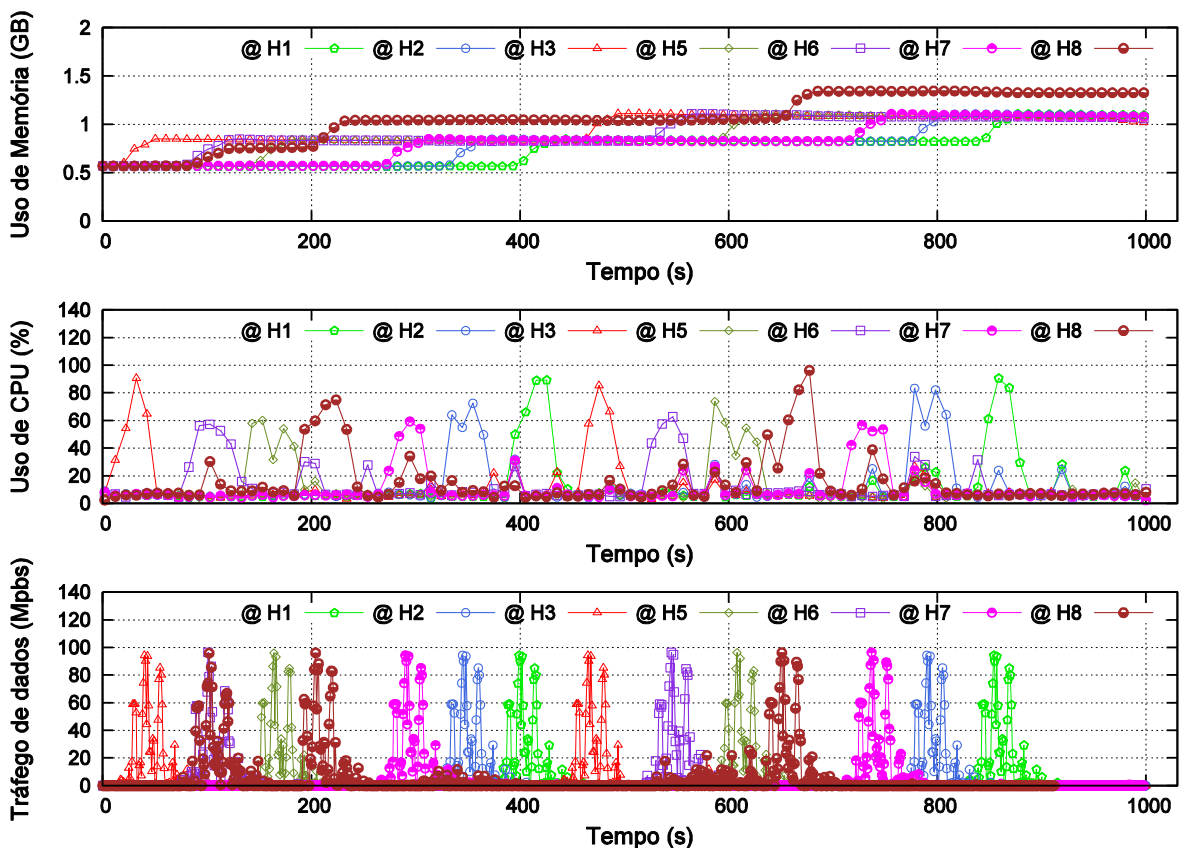 Uso de Memória (GB)
2
1.5
1
0.5
0
@ H1 @ H2 @ H3 @ H5 @ H6 @ H7 @ H8
0 200 400 600 800 1000
Tempo (s)
Uso de CPU (%)
140
120
100
80
60
40
20
0
@ H1 @ H2 @ H3 @ H5 @ H6 @ H7 @ H8
0 200 400 600 800 1000
Tempo (s)
Tráfego de dados (Mpbs)
140
120
100
80
60
40
20
0
@ H1 @ H2 @ H3 @ H5 @ H6 @ H7 @ H8
0 200 400 600 800 1000
Tempo (s)